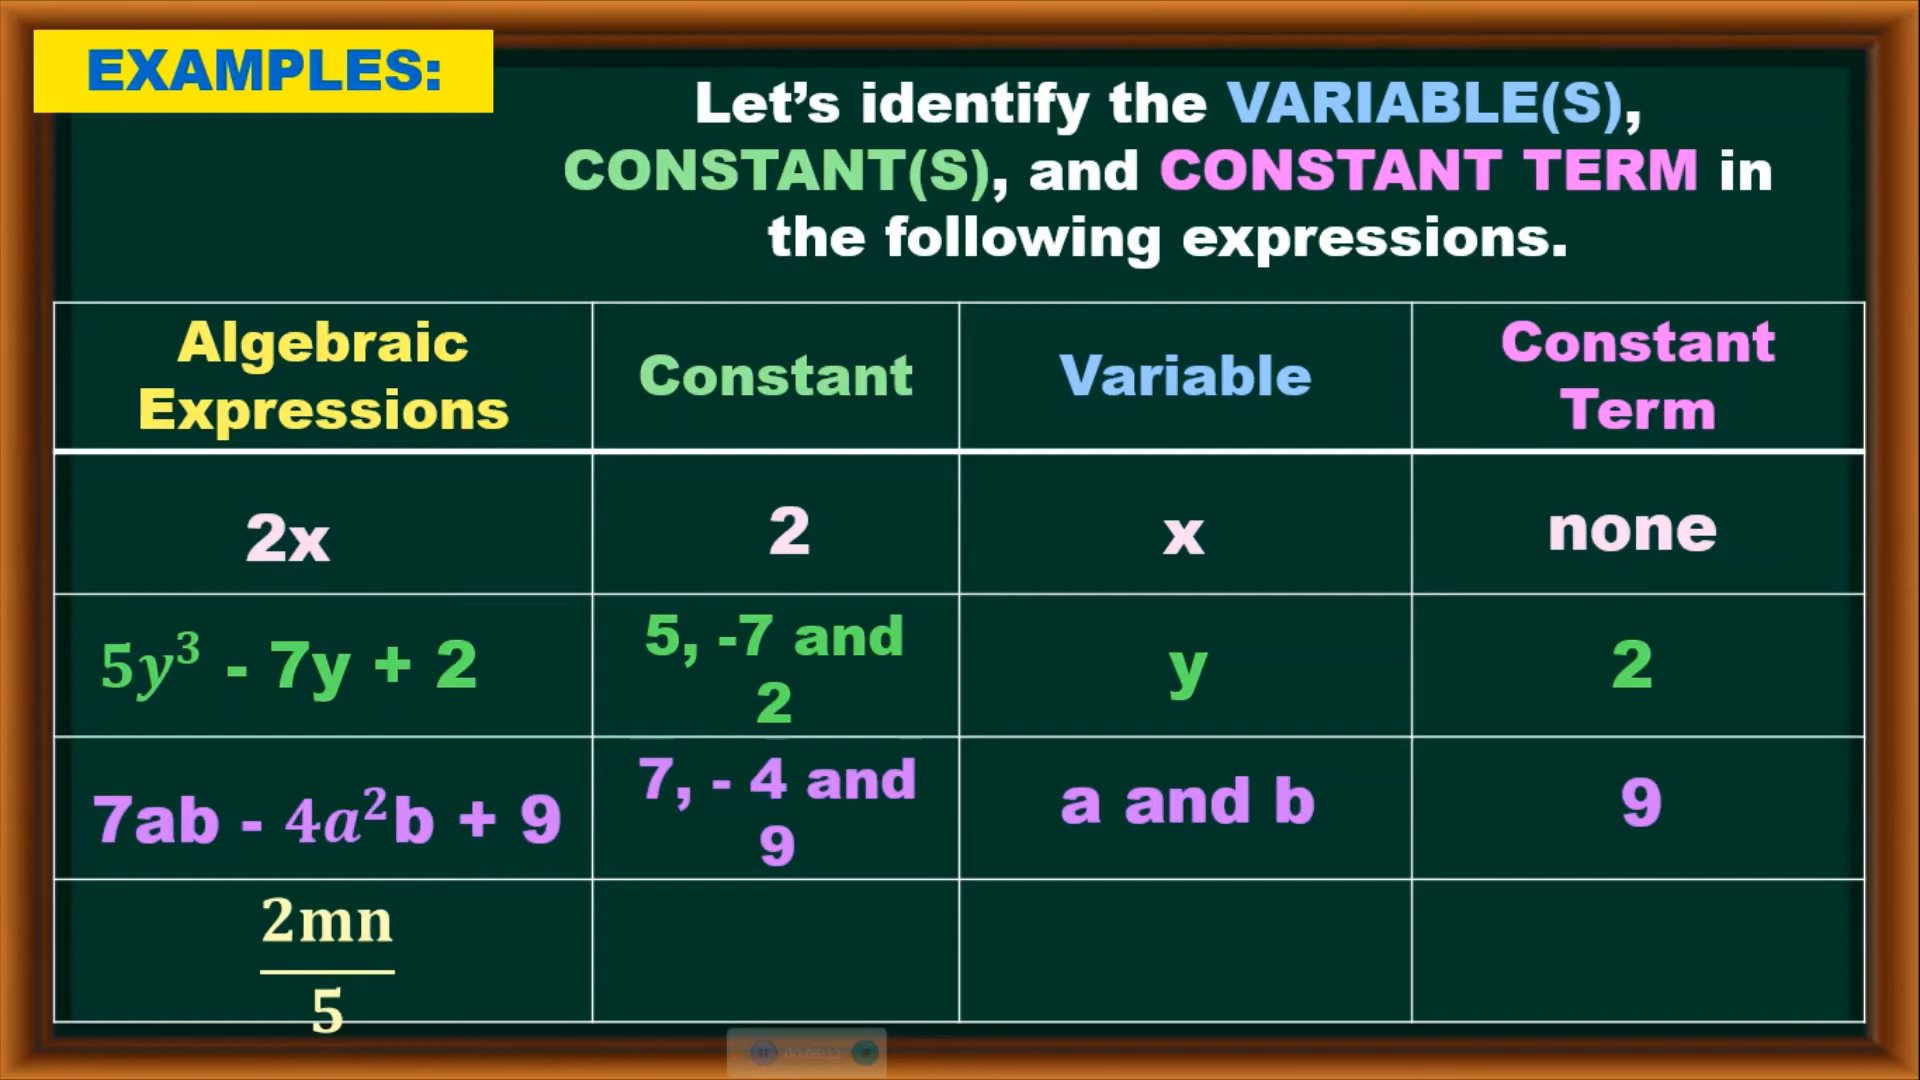 EXAMPLES:
Let’s identify the VARIABLE(S),
CONSTANT(S), and CONSTANT TERM in
the following expressions.
Algebraic
Expressions
Constant
Variable
Constant
Term
2x
2
x
none
5y³ - 7y + 2
5, -7 and
2
y
2
7ab - 4a²b + 9
7, - 4 and
9
a and b
9
2mn
5